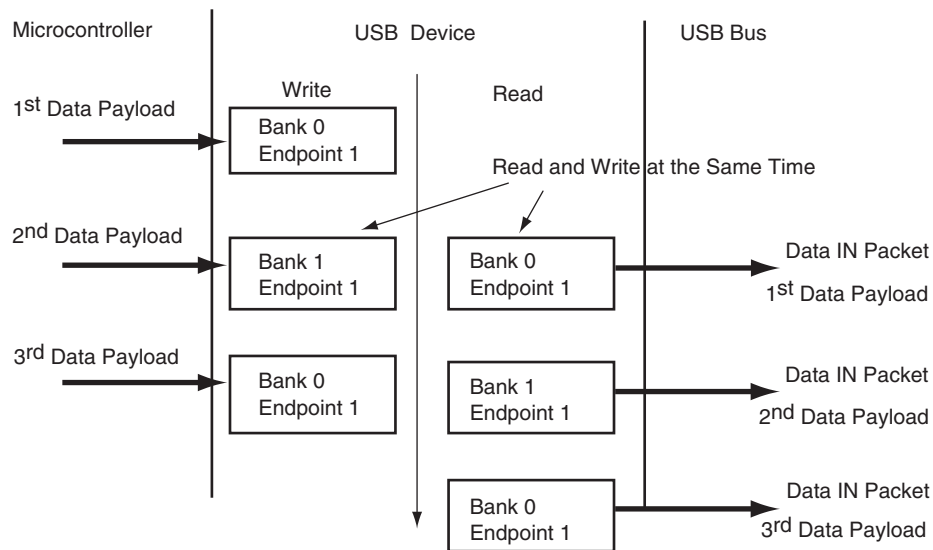 Microcontroller
USB Device
USB Bus
Write
Read
1st Data Payload
Bank 0
Endpoint 1
Read and Write at the Same Time
2nd Data Payload
Bank 1
Endpoint 1
Bank 0
Endpoint 1
Data IN Packet
1st Data Payload
3rd Data Payload
Bank 0
Endpoint 1
Bank 1
Endpoint 1
Data IN Packet
2nd Data Payload
Bank 0
Endpoint 1
Data IN Packet
3rd Data Payload